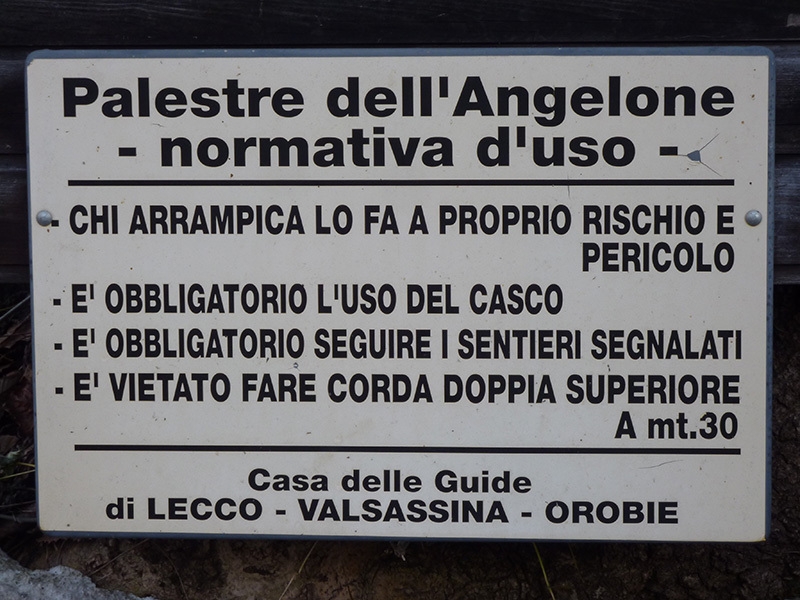 Palestre dell'Angelone
- normativa d'uso -
- CHI ARRAMPICA LO FA A PROPRIO RISCHIO E
PERICOLO
- E' OBBLIGATORIO L'USO DEL CASCO
- E' OBBLIGATORIO SEGUIRE I SENTIERI SEGNALATI
- E' VIETATO FARE CORDA DOPPIA SUPERIORE
A mt.30
Casa delle Guide
di LECCO - VALSASSINA - OROBIE